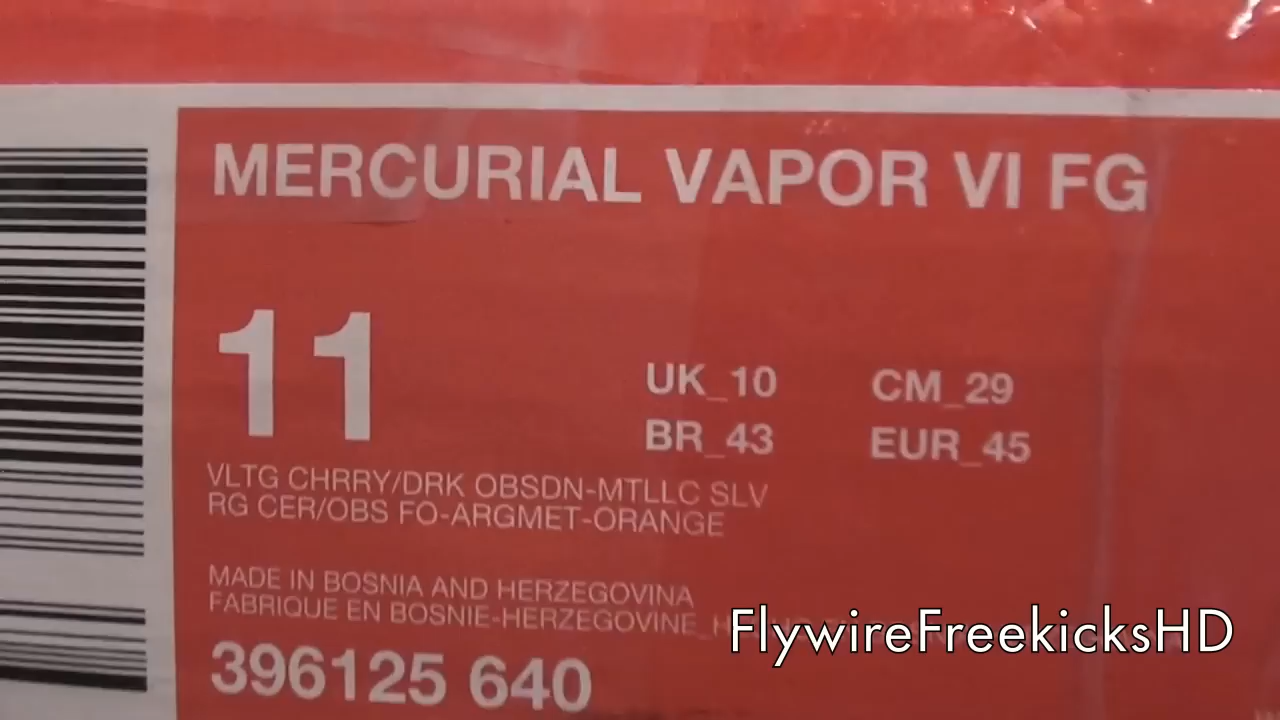 MERCURIAL VAPOR VI FG
11
UK_10 CM_29
BR_43 EUR_45
VLTG CHRRY/DRK OBSDN-MTLLC SLV
RG CER/OBS FO-ARGMET-ORANGE
MADE IN BOSNIA AND HERZEGOVINA
FABRIQUE EN BOSNIE-HERZEGOVINE
FlywireFreekicksHD
396125 640